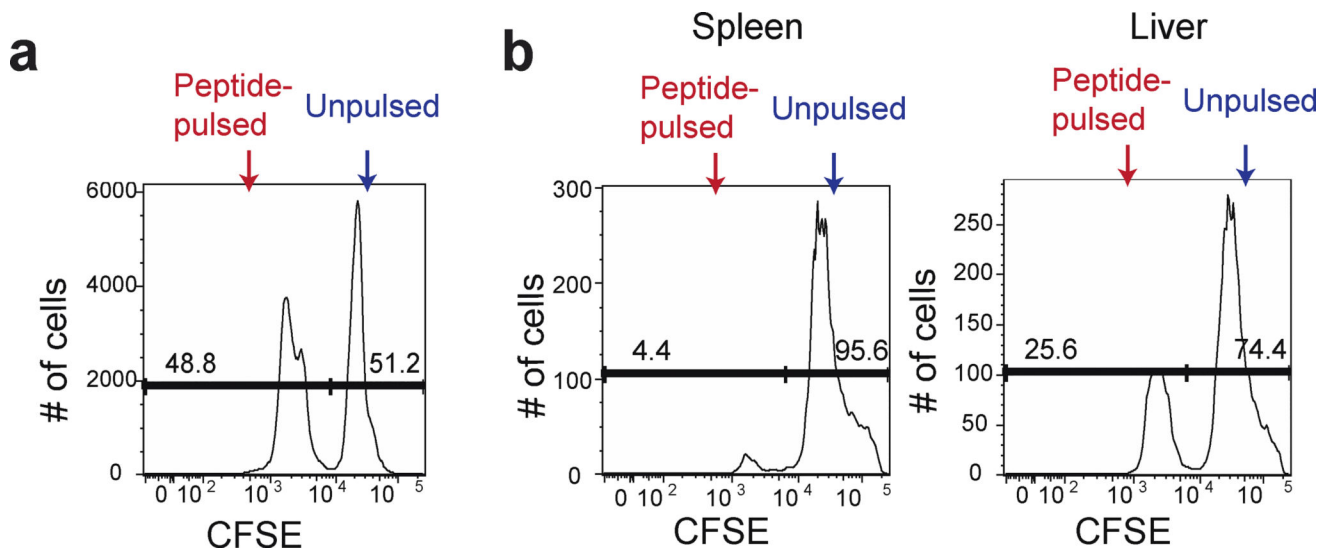 a
Peptide-
pulsed
Unpulsed
6000
4000
2000
0
# of cells
48.8
51.2
0 10 2 10 3 10 4 10 5
CFSE
b
Spleen
Peptide-
pulsed
Unpulsed
300
200
100
0
# of cells
4.4
95.6
0 10 2 10 3 10 4 10 5
CFSE
Liver
Peptide-
pulsed
Unpulsed
250
200
150
100
50
0
# of cells
25.6
74.4
0 10 2 10 3 10 4 10 5
CFSE